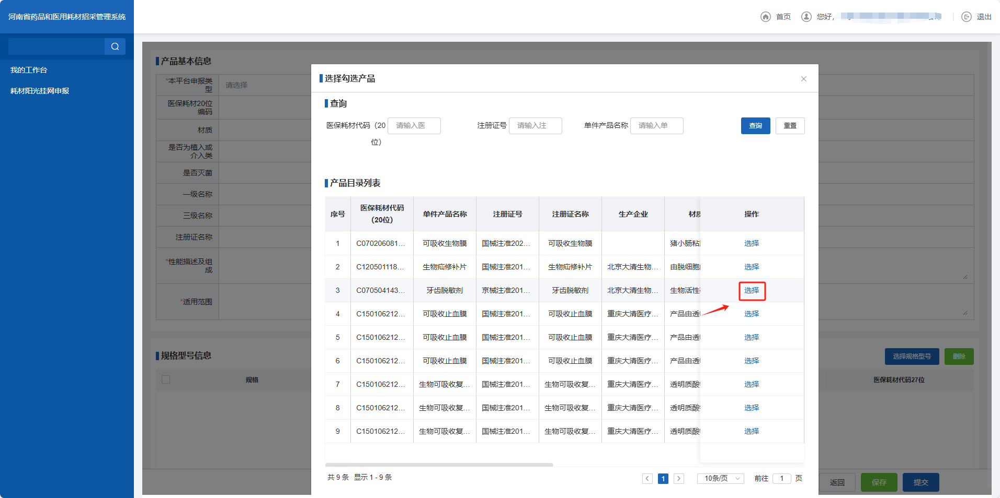 河南省药品和医用耗材招采管理系统
首页
您好,
退出
我的工作台
耗材阳光挂网申报
产品基本信息
*本平台申报类型
请选择
医保耗材20位编码
材质
是否为植入或介入类
是否灭菌
一级名称
三级名称
注册证名称
*性能描述及组成
*适用范围
规格型号信息
选择规格型号
删除
规格
医保耗材代码27位
返回
保存
提交
选择勾选产品
查询
医保耗材代码（20位）
请输入医
注册证号
请输入注
单件产品名称
请输入单
查询
重置
产品目录列表
序号 医保耗材代码（20位） 单件产品名称 注册证号 注册证名称 生产企业 材质 操作
1 C070206081... 可吸收生物膜 国械注准202... 可吸收生物膜 猪小肠粘 选择
2 C120501118... 生物疝修补片 国械注准201... 生物疝修补片 北京大清生物... 由脱细胞 选择
3 C070504143... 牙齿脱敏剂 京械注准201... 牙齿脱敏剂 北京大清生物... 生物活性 选择
4 C150106212... 可吸收止血膜 国械注准201... 可吸收止血膜 重庆大清医疗... 产品由透 选择
5 C150106212... 可吸收止血膜 国械注准201... 可吸收止血膜 重庆大清医疗... 产品由透 选择
6 C150106212... 可吸收止血膜 国械注准201... 可吸收止血膜 重庆大清医疗... 产品由透 选择
7 C150106212... 生物可吸收复... 国械注准201... 生物可吸收复... 重庆大清医疗... 透明质酸 选择
8 C150106212... 生物可吸收复... 国械注准201... 生物可吸收复... 重庆大清医疗... 透明质酸 选择
9 C150106212... 生物可吸收复... 国械注准201... 生物可吸收复... 重庆大清医疗... 透明质酸 选择
共 9 条 显示 1 - 9 条
1
10条/页
前往 1 页